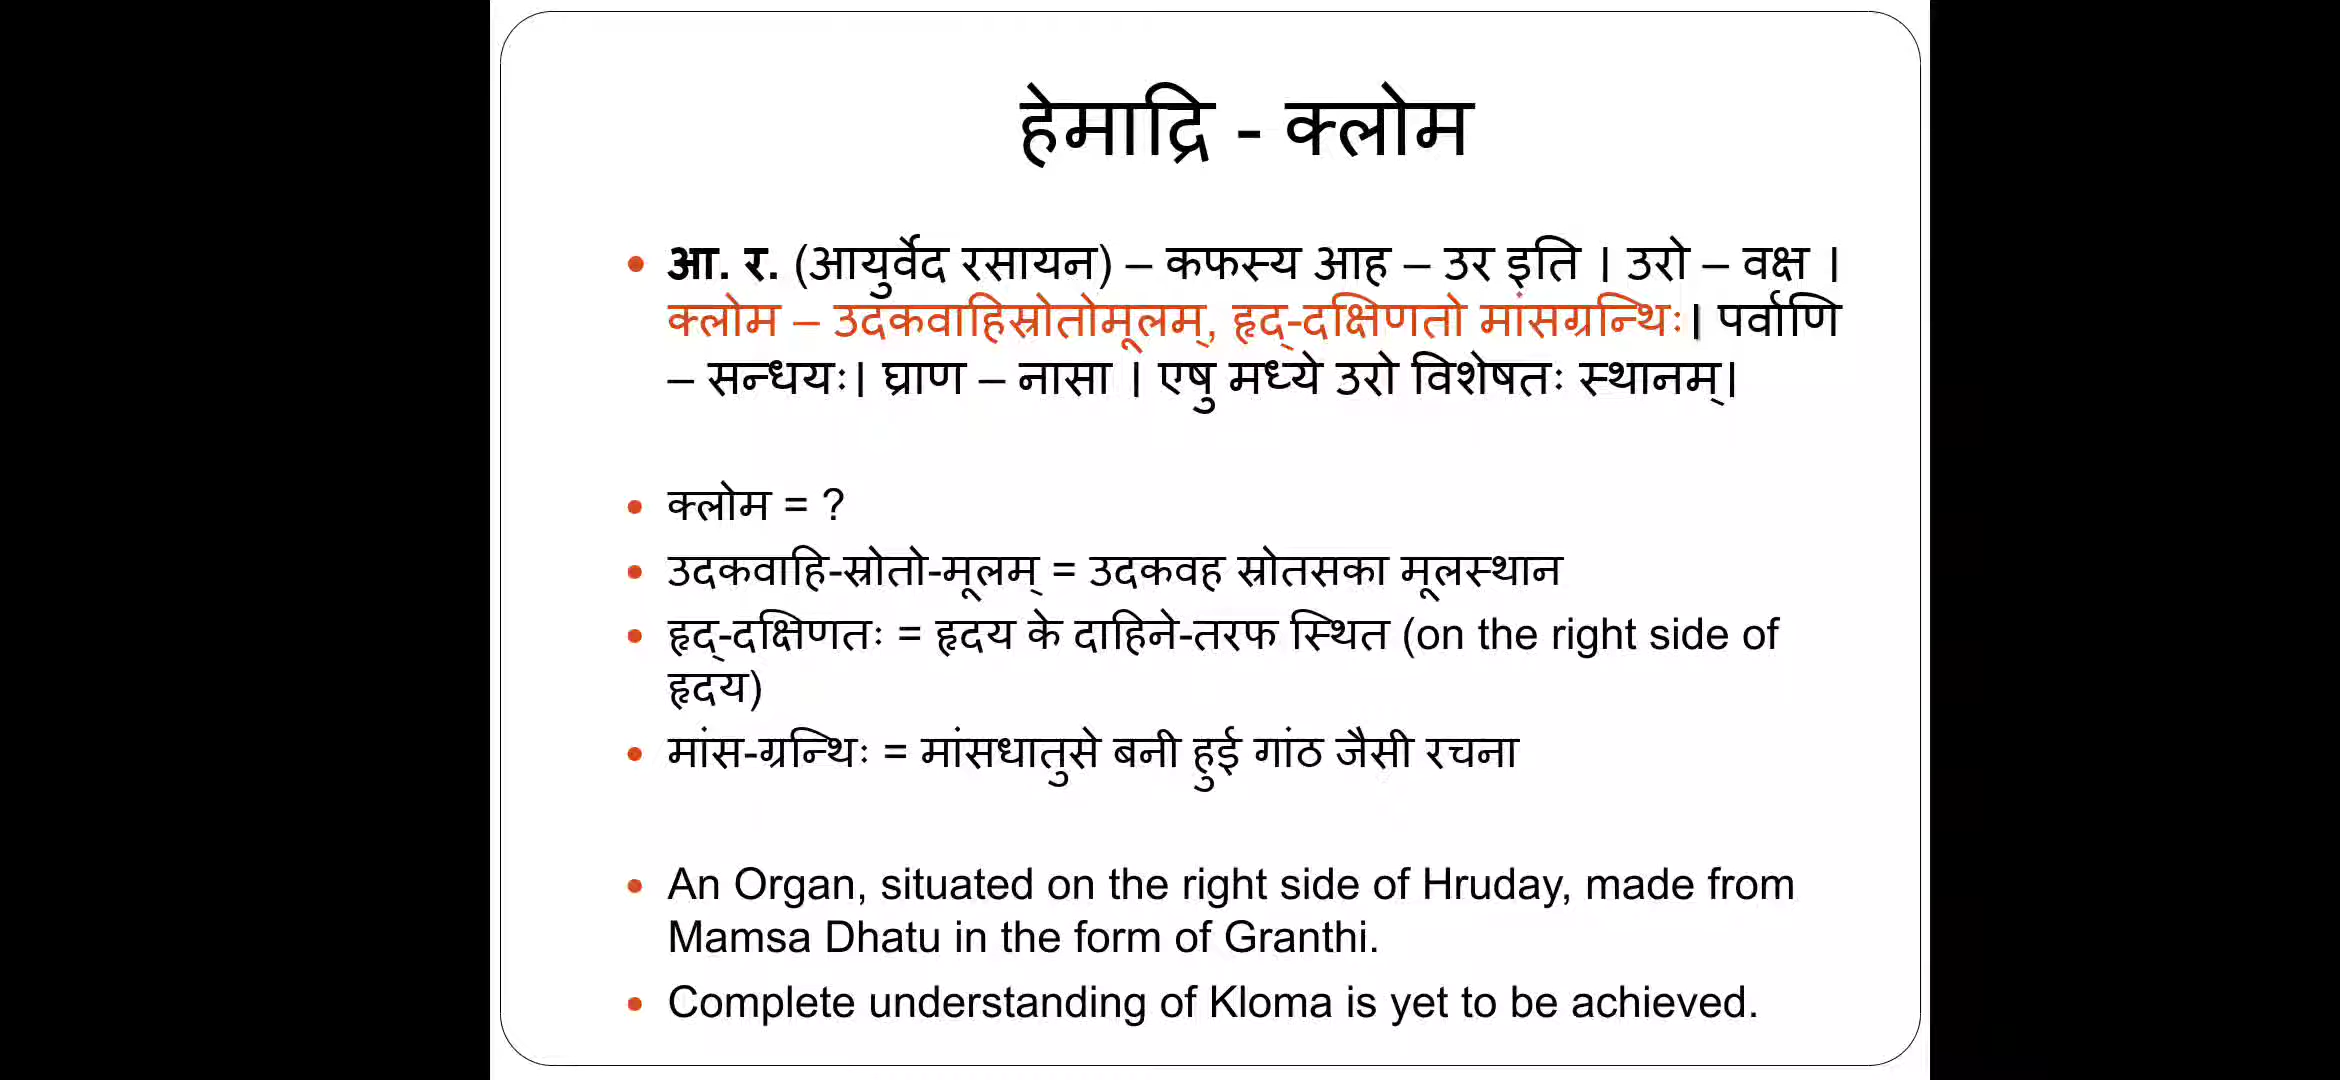 हेमाद्रि - क्लोम
• आ. र. (आयुर्वेद रसायन) – कफस्य आह – उर इति । उरो – वक्ष ।
क्लोम – उदकवाहिस्रोतोमूलम्, हृद्-दक्षिणतो मांसग्रन्थिः। पर्वाणि
– सन्धयः। घ्राण – नासा । एषु मध्ये उरो विशेषतः स्थानम्।
• क्लोम = ?
• उदकवाहि-स्रोतो-मूलम् = उदकवह स्रोतसका मूलस्थान
• हृद्-दक्षिणतः = हृदय के दाहिने-तरफ स्थित (on the right side of
हृदय)
• मांस-ग्रन्थिः = मांसधातुसे बनी हुई गांठ जैसी रचना
• An Organ, situated on the right side of Hruday, made from
Mamsa Dhatu in the form of Granthi.
• Complete understanding of Kloma is yet to be achieved.